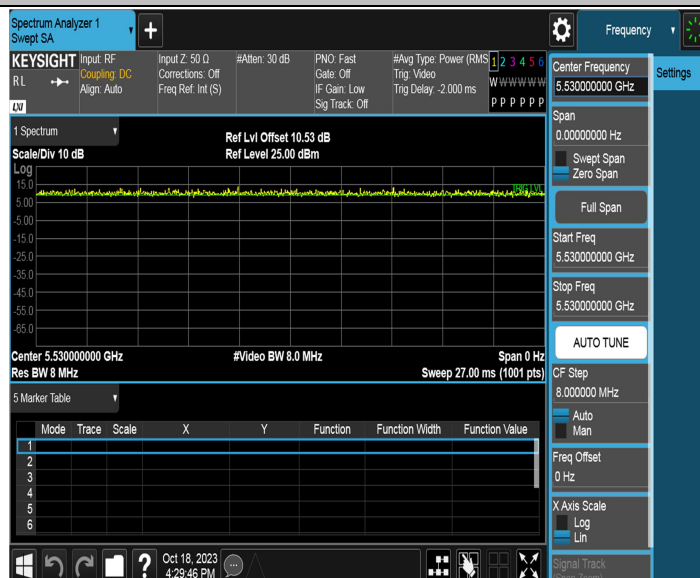 Spectrum Analyzer 1
Swept SA
+
Frequency
KEYSIGHT
RL
LXI
Input: RF
Coupling: DC
Align: Auto
Input Z: 50 Ω
Corrections: Off
Freq Ref: Int (S)
#Atten: 30 dB
PNO: Fast
Gate: Off
IF Gain: Low
Sig Track: Off
#Avg Type: Power (RMS
Trig: Video
Trig Delay: -2.000 ms
1 2 3 4 5 6
W W W W W W
P P P P P P
1 Spectrum
Scale/Div 10 dB
Ref Lvl Offset 10.53 dB
Ref Level 25.00 dBm
Log
15.0
5.00
-5.00
-15.0
-25.0
-35.0
-45.0
-55.0
-65.0
TRIG LVL
Center 5.530000000 GHz
#Video BW 8.0 MHz
Span 0 Hz
Res BW 8 MHz
Sweep 27.00 ms (1001 pts)
5 Marker Table
Mode Trace Scale X Y Function Function Width Function Value
1
2
3
4
5
6
?
Oct 18, 2023
4:29:46 PM
Center Frequency
5.530000000 GHz
Settings
Span
0.00000000 Hz
Swept Span
Zero Span
Full Span
Start Freq
5.530000000 GHz
Stop Freq
5.530000000 GHz
AUTO TUNE
CF Step
8.000000 MHz
Auto
Man
Freq Offset
0 Hz
X Axis Scale
Log
Lin
Signal Track